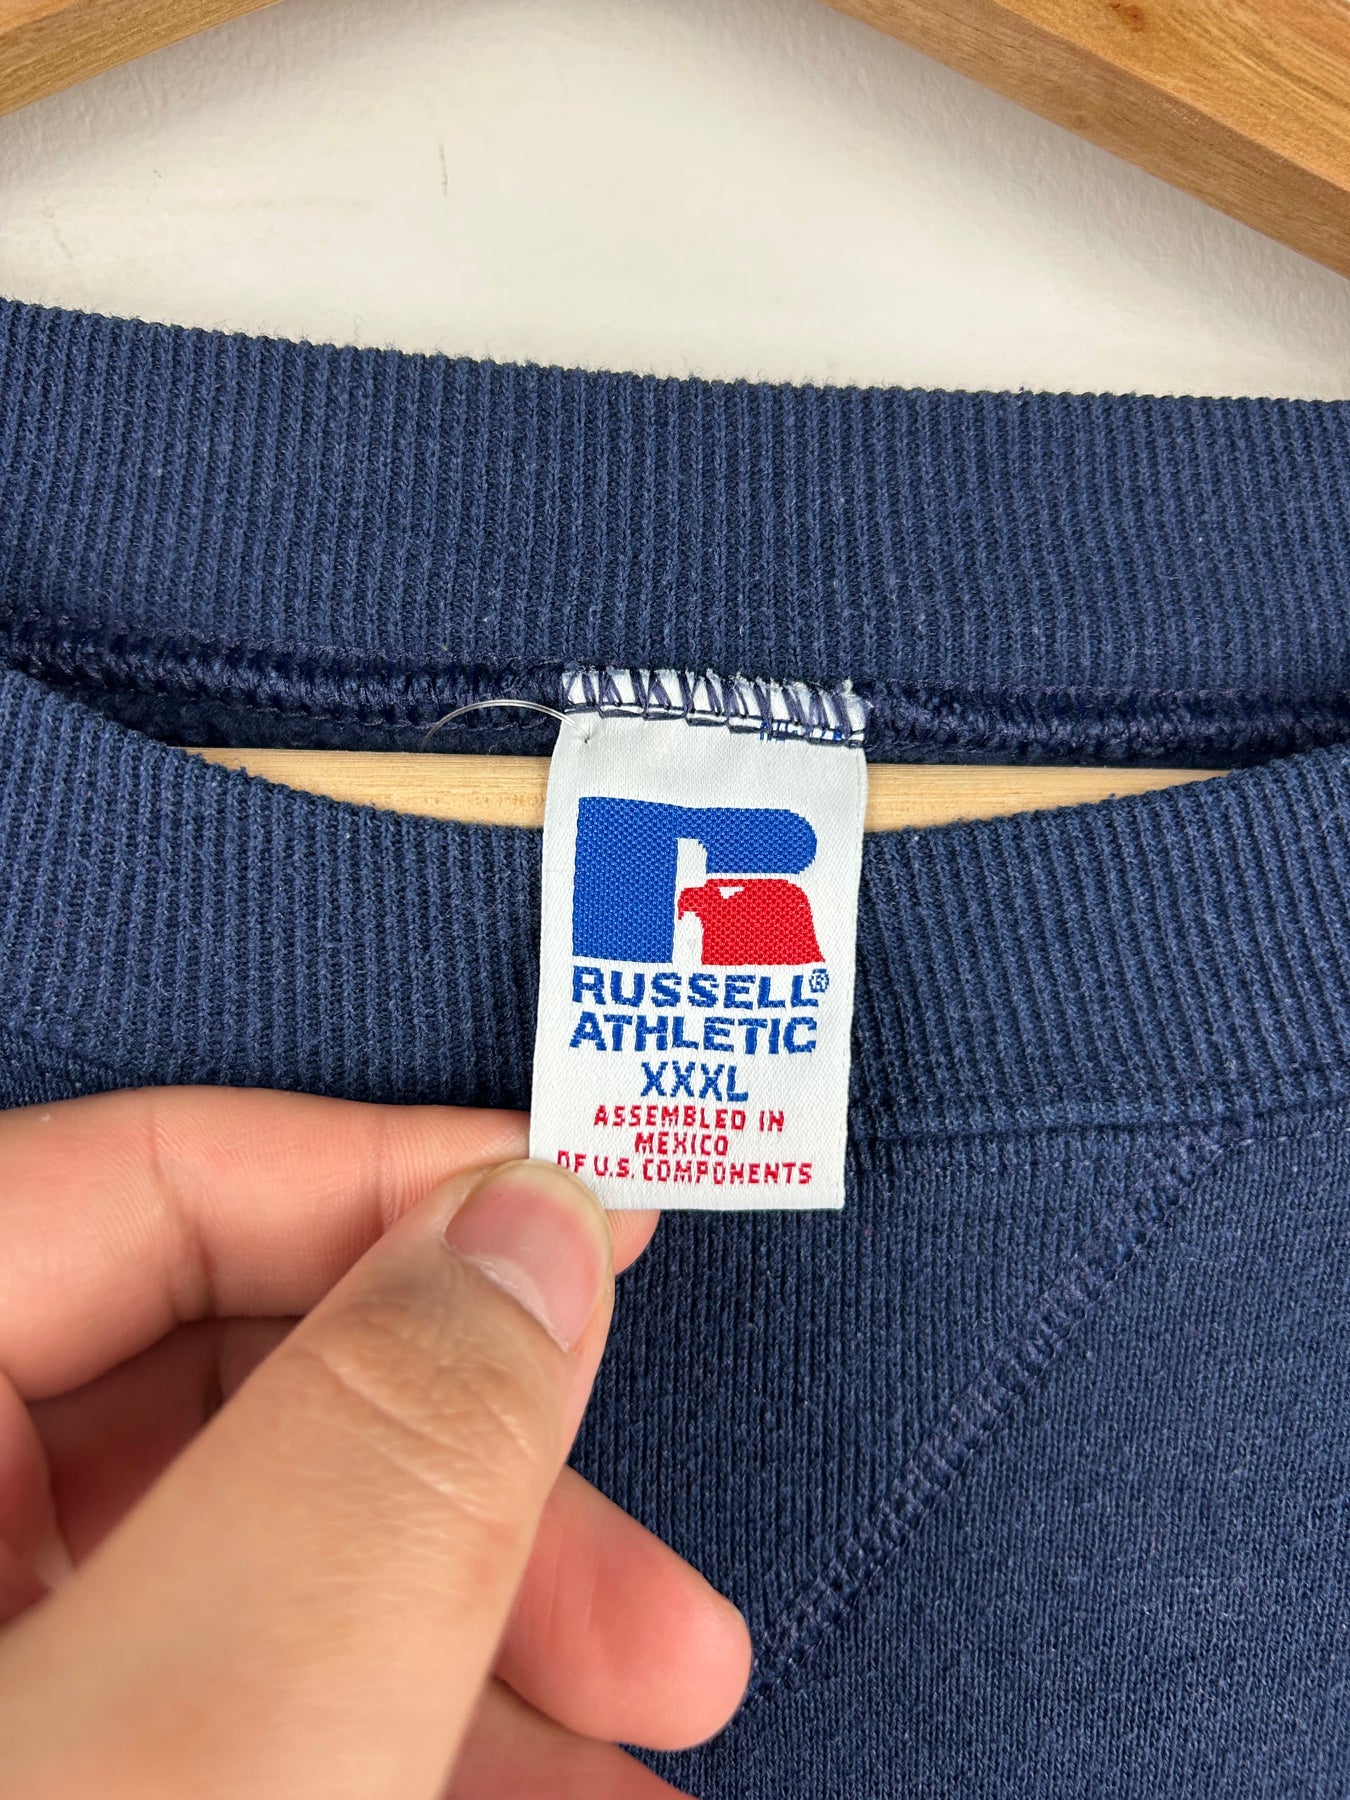 RUSSELL®
ATHLETIC
XXXL
ASSEMBLED IN
MEXICO
OF U.S. COMPONENTS